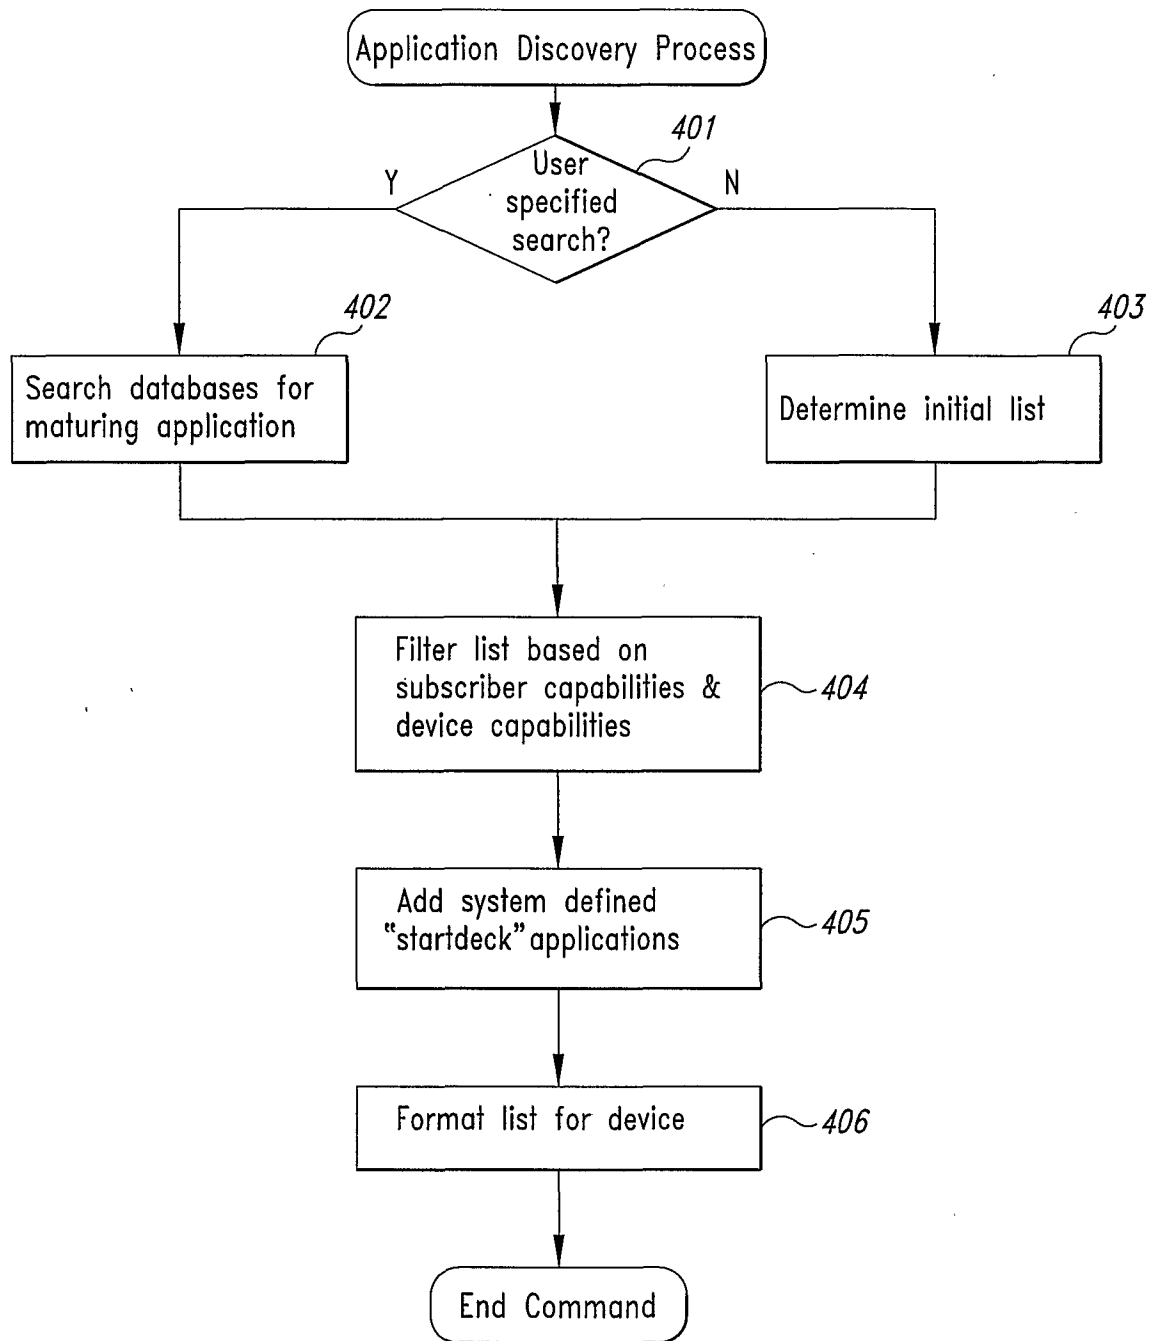 Application Discovery Process
401
User
specified
search?
Y
N
402
403
Search databases for
maturing application
Determine initial list
Filter list based on
subscriber capabilities &
device capabilities
404
Add system defined
"startdeck" applications
405
Format list for device
406
End Command